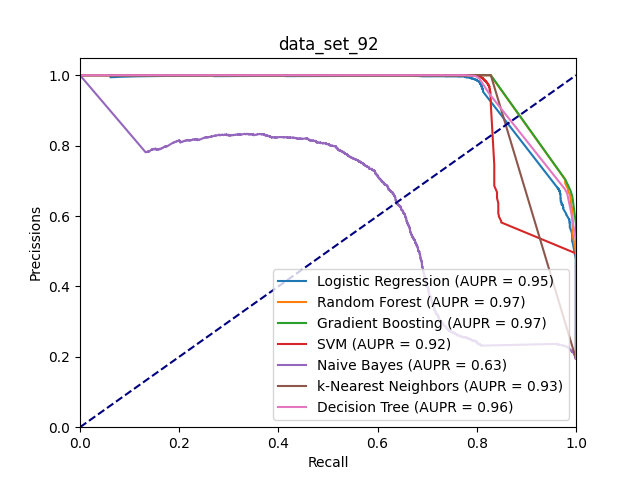 data_set_92
Precissions
1.0
0.8
0.6
0.4
0.2
0.0
Logistic Regression (AUPR = 0.95)
Random Forest (AUPR = 0.97)
Gradient Boosting (AUPR = 0.97)
SVM (AUPR = 0.92)
Naive Bayes (AUPR = 0.63)
k-Nearest Neighbors (AUPR = 0.93)
Decision Tree (AUPR = 0.96)
0.0 0.2 0.4 0.6 0.8 1.0
Recall